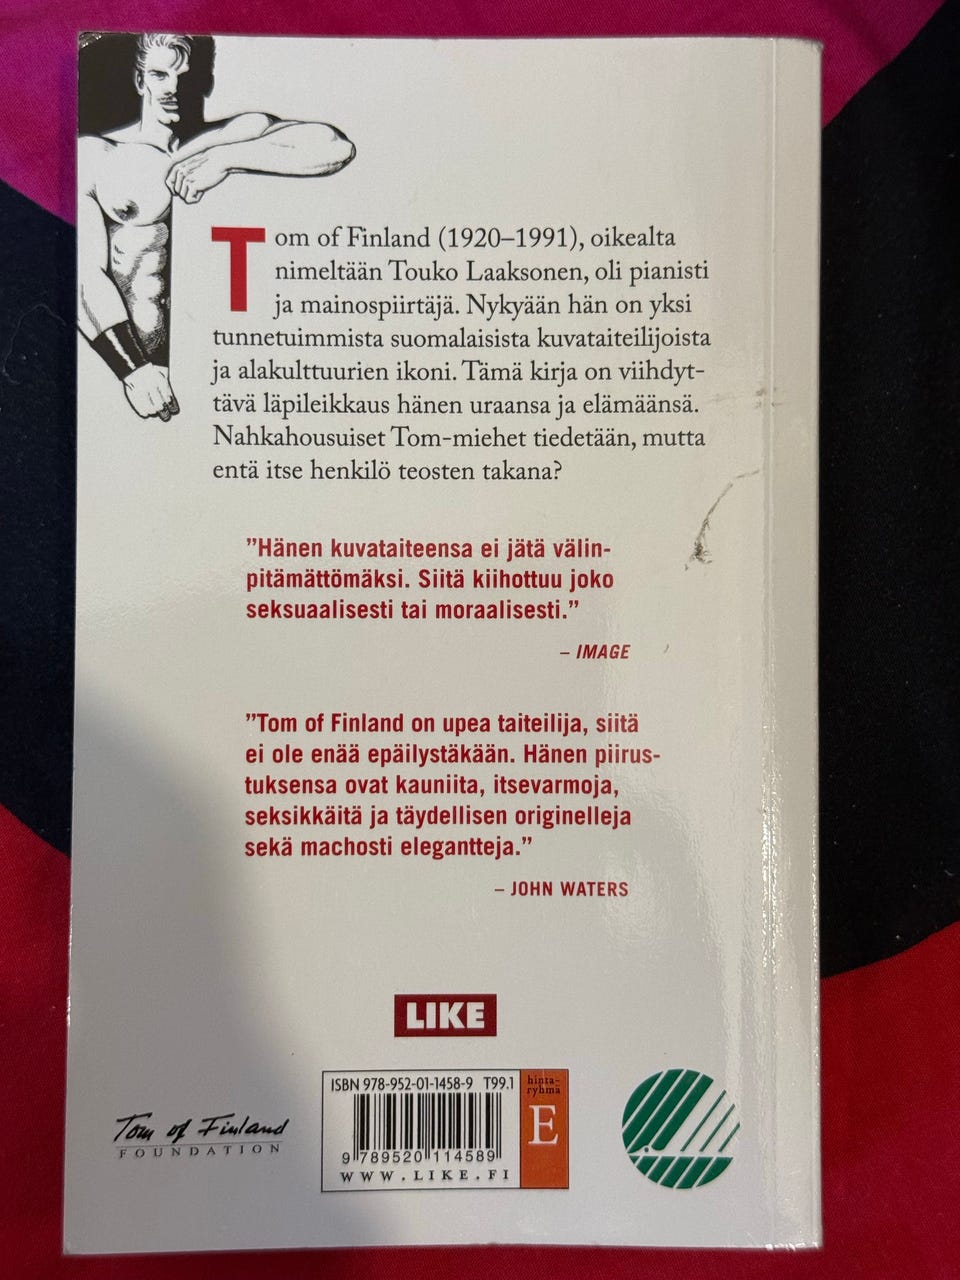 Tom of Finland (1920–1991), oikealta
nimeltään Touko Laaksonen, oli pianisti
ja mainospiirtäjä. Nykyään hän on yksi
tunnetuimmista suomalaisista kuvataiteilijoista
ja alakulttuurien ikoni. Tämä kirja on viihdyt-
tävä läpileikkaus hänen uraansa ja elämäänsä.
Nahkahousuiset Tom-miehet tiedetään, mutta
entä itse henkilö teosten takana?
”Hänen kuvataiteensa ei jätä välin-
pitämättömäksi. Siitä kiihottuu joko
seksuaalisesti tai moraalisesti.”
– IMAGE
”Tom of Finland on upea taiteilija, siitä
ei ole enää epäilystäkään. Hänen piirus-
tuksensa ovat kauniita, itsevarmoja,
seksikkäitä ja täydellisen originelleja
sekä machosti elegantteja.”
– JOHN WATERS
LIKE
Tom of Finland
FOUNDATION
ISBN 978-952-01-1458-9 T99.1
9 789520 114589
WWW.LIKE.FI
hinta-
ryhmä
E